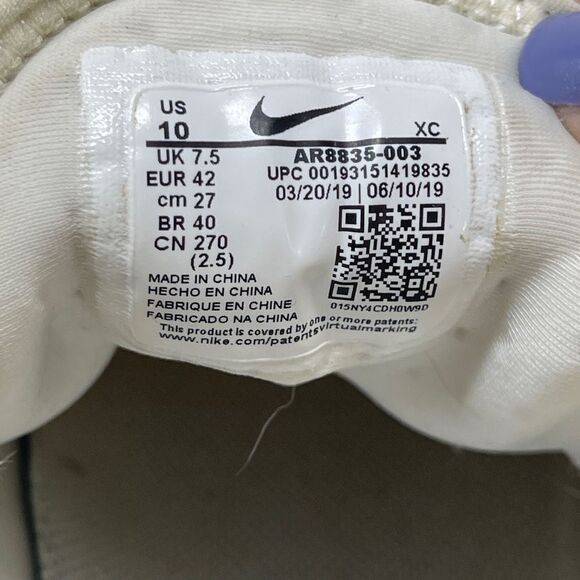 US
10
XC
UK 7.5
AR8835-003
EUR 42
UPC 00193151419835
cm 27
03/20/19 | 06/10/19
BR 40
CN 270
(2.5)
MADE IN CHINA
HECHO EN CHINA
FABRIQUE EN CHINE
FABRICADO NA CHINA
015NY4CDH0W9D
This product is covered by one or more patents:
www.nike.com/patentsvirtualmarking